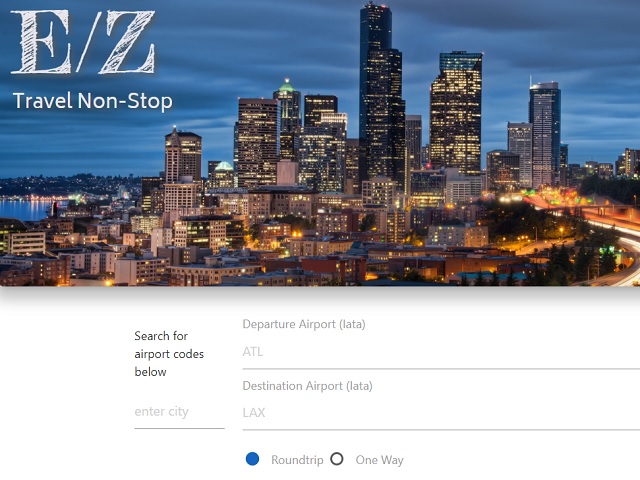 E/Z
Travel Non-Stop
Search for
airport codes
below
enter city
Departure Airport (Iata)
ATL
Destination Airport (Iata)
LAX
Roundtrip
One Way